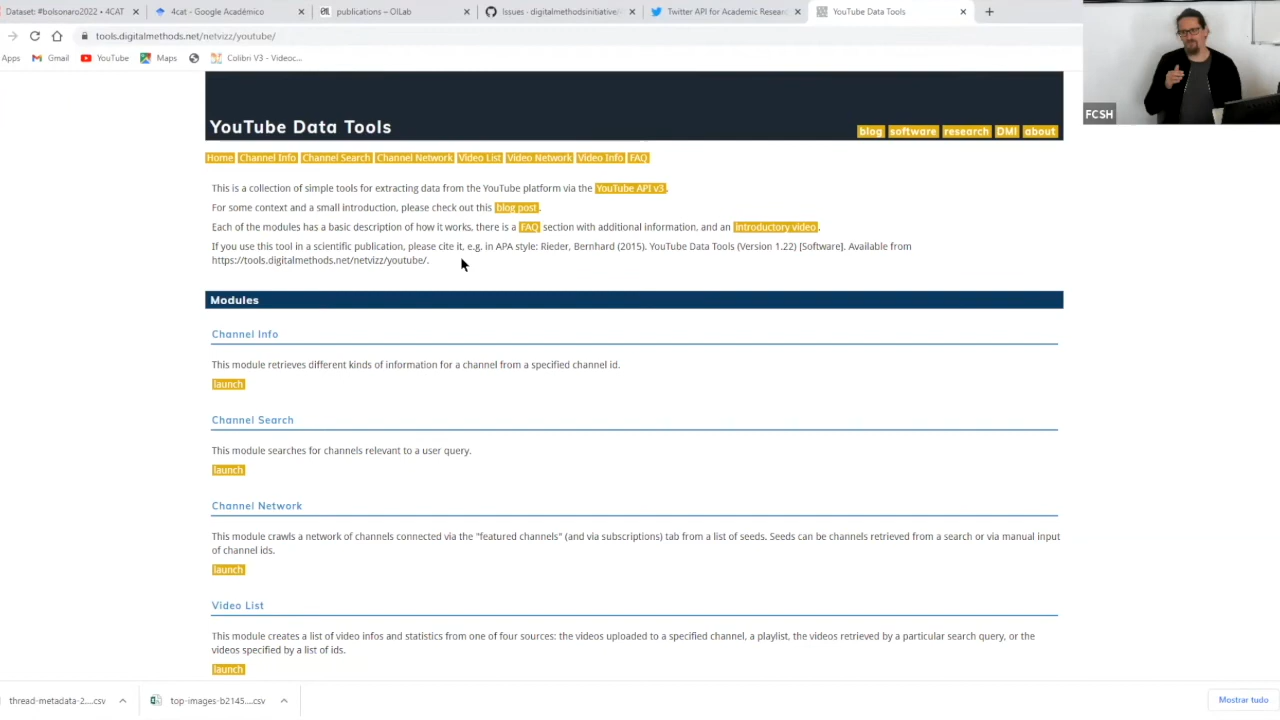 Dataset: #bolsonaro2022 • 4CAT
4cat - Google Académico
publications – OILab
Issues · digitalmethodsinitiative/
Twitter API for Academic Resear
YouTube Data Tools
tools.digitalmethods.net/netvizz/youtube/
Apps
Gmail
YouTube
Maps
Colibri V3 - Videoc...
FCSH
YouTube Data Tools
blog software research DMI about
Home Channel Info Channel Search Channel Network Video List Video Network Video Info FAQ
This is a collection of simple tools for extracting data from the YouTube platform via the YouTube API v3.
For some context and a small introduction, please check out this blog post.
Each of the modules has a basic description of how it works, there is a FAQ section with additional information, and an introductory video.
If you use this tool in a scientific publication, please cite it, e.g. in APA style: Rieder, Bernhard (2015). YouTube Data Tools (Version 1.22) [Software]. Available from
https://tools.digitalmethods.net/netvizz/youtube/.
Modules
Channel Info
This module retrieves different kinds of information for a channel from a specified channel id.
launch
Channel Search
This module searches for channels relevant to a user query.
launch
Channel Network
This module crawls a network of channels connected via the "featured channels" (and via subscriptions) tab from a list of seeds. Seeds can be channels retrieved from a search or via manual input
of channel ids.
launch
Video List
This module creates a list of video infos and statistics from one of four sources: the videos uploaded to a specified channel, a playlist, the videos retrieved by a particular search query, or the
videos specified by a list of ids.
launch
thread-metadata-2....csv
top-images-b2145....csv
Mostrar tudo